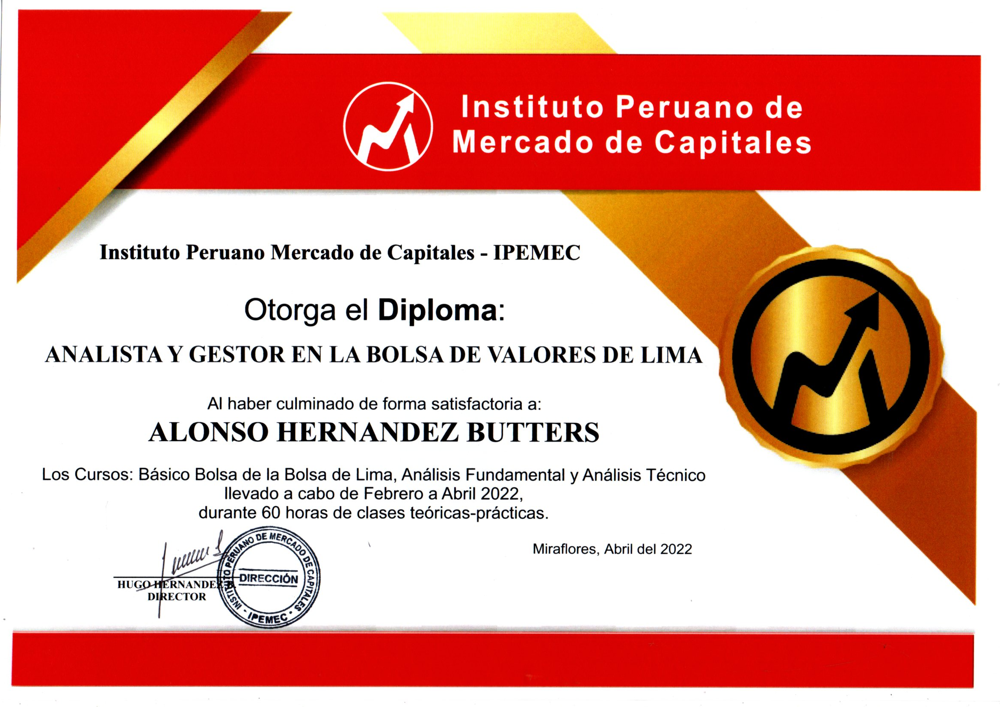 Instituto Peruano de
Mercado de Capitales
Instituto Peruano Mercado de Capitales - IPEMEC
Otorga el Diploma:
ANALISTA Y GESTOR EN LA BOLSA DE VALORES DE LIMA
Al haber culminado de forma satisfactoria a:
ALONSO HERNANDEZ BUTTERS
Los Cursos: Básico Bolsa de la Bolsa de Lima, Análisis Fundamental y Análisis Técnico
llevado a cabo de Febrero a Abril 2022,
durante 60 horas de clases teóricas-prácticas.
Miraflores, Abril del 2022
HUGO HERNANDEZ B.
DIRECTOR
INSTITUTO PERUANO DE MERCADO DE CAPITALES
DIRECCIÓN
- IPEMEC -